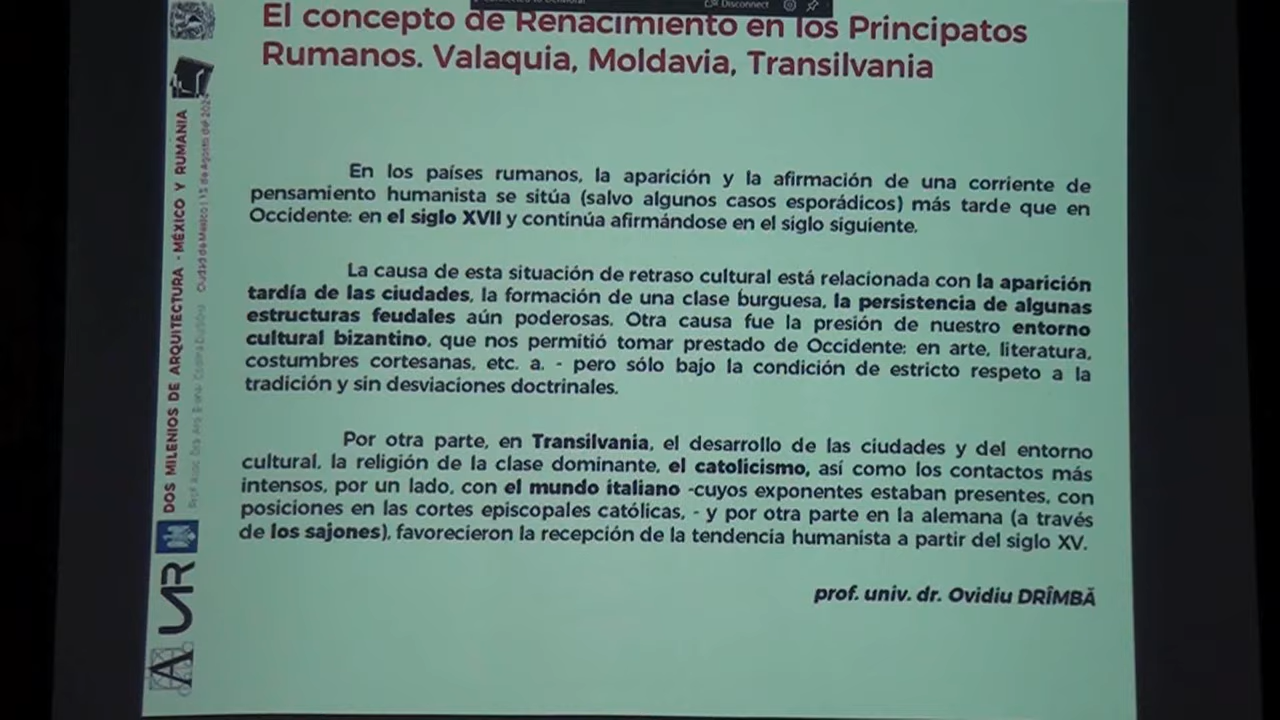 Disconnect
El concepto de Renacimiento en los Principatos
Rumanos. Valaquia, Moldavia, Transilvania
En los países rumanos, la aparición y la afirmación de una corriente de
pensamiento humanista se sitúa (salvo algunos casos esporádicos) más tarde que en
Occidente: en el siglo XVII y continúa afirmándose en el siglo siguiente.
La causa de esta situación de retraso cultural está relacionada con la aparición
tardía de las ciudades, la formación de una clase burguesa, la persistencia de algunas
estructuras feudales aún poderosas. Otra causa fue la presión de nuestro entorno
cultural bizantino, que nos permitió tomar prestado de Occidente: en arte, literatura,
costumbres cortesanas, etc. a. - pero sólo bajo la condición de estricto respeto a la
tradición y sin desviaciones doctrinales.
Por otra parte, en Transilvania, el desarrollo de las ciudades y del entorno
cultural, la religión de la clase dominante, el catolicismo, así como los contactos más
intensos, por un lado, con el mundo italiano -cuyos exponentes estaban presentes, con
posiciones en las cortes episcopales católicas, - y por otra parte en la alemana (a través
de los sajones), favorecieron la recepción de la tendencia humanista a partir del siglo XV.
prof. univ. dr. Ovidiu DRÎMBĂ
DOS MILENIOS DE ARQUITECTURA - MÉXICO Y RUMANIA
Ciudad de México | 15 de Agosto del
UAR